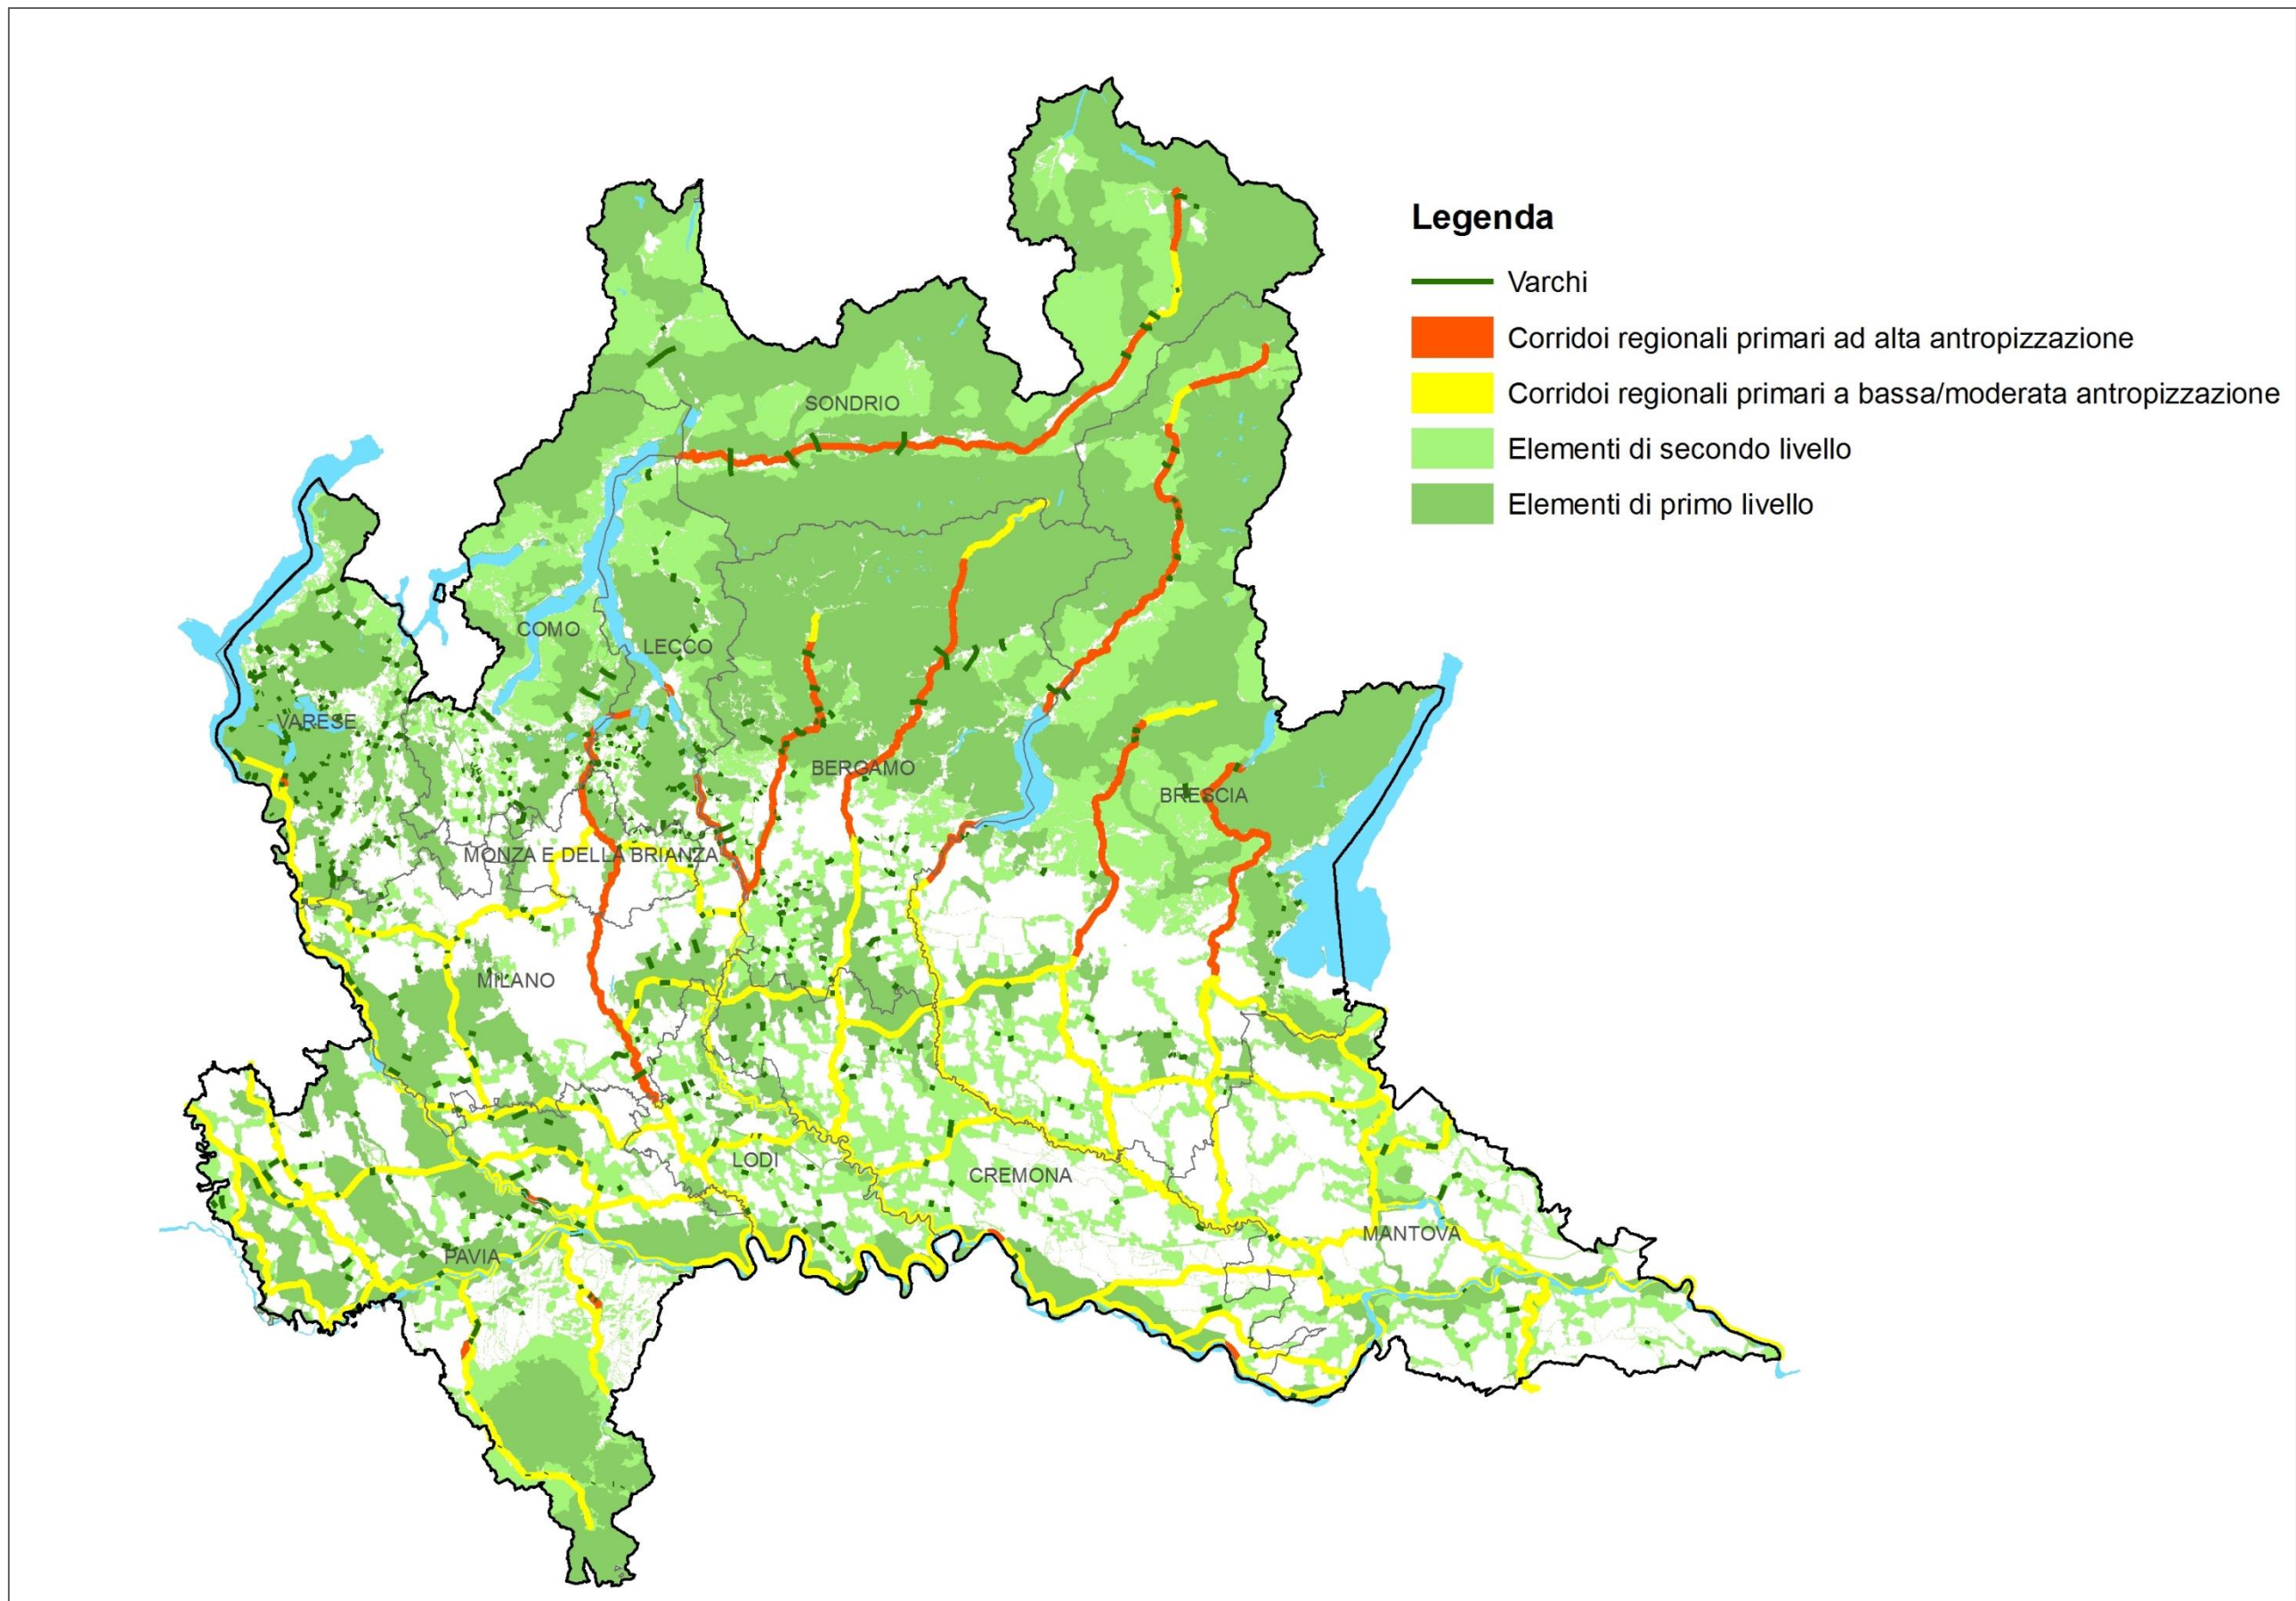 Legenda
Varchi
Corridoi regionali primari ad alta antropizzazione
Corridoi regionali primari a bassa/moderata antropizzazione
Elementi di secondo livello
Elementi di primo livello
SONDRIO
COMO
LECCO
VARESE
BERGAMO
BRESCIA
MONZA E DELLA BRIANZA
MILANO
LODI
CREMONA
MANTOVA
PAVIA